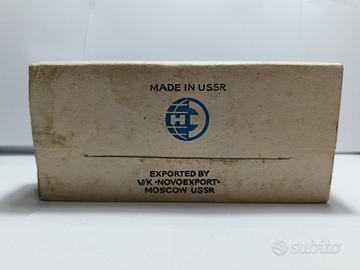 MADE IN USSR
EXPORTED BY
V/K «NOVOEXPORT»
MOSCOW USSR
subito